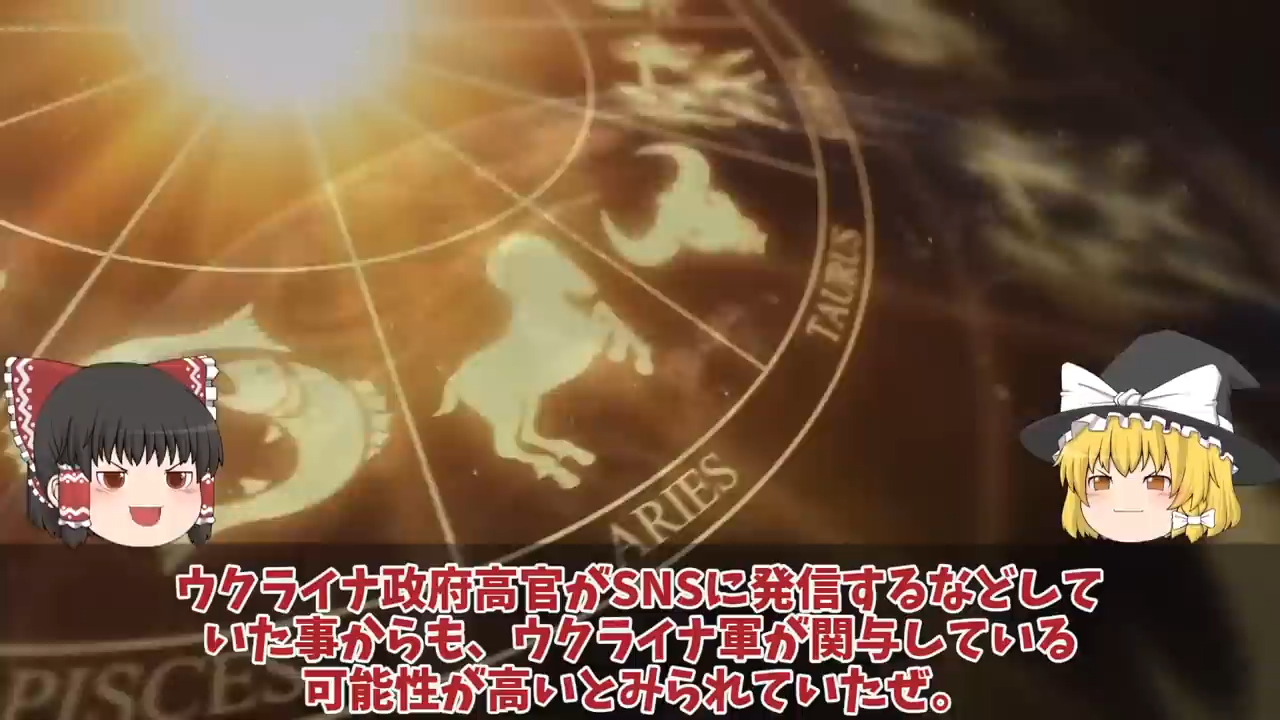 TAURUS
ARIES
PISCES
ウクライナ政府高官がSNSに発信するなどして
いた事からも、ウクライナ軍が関与している
可能性が高いとみられていたぜ。